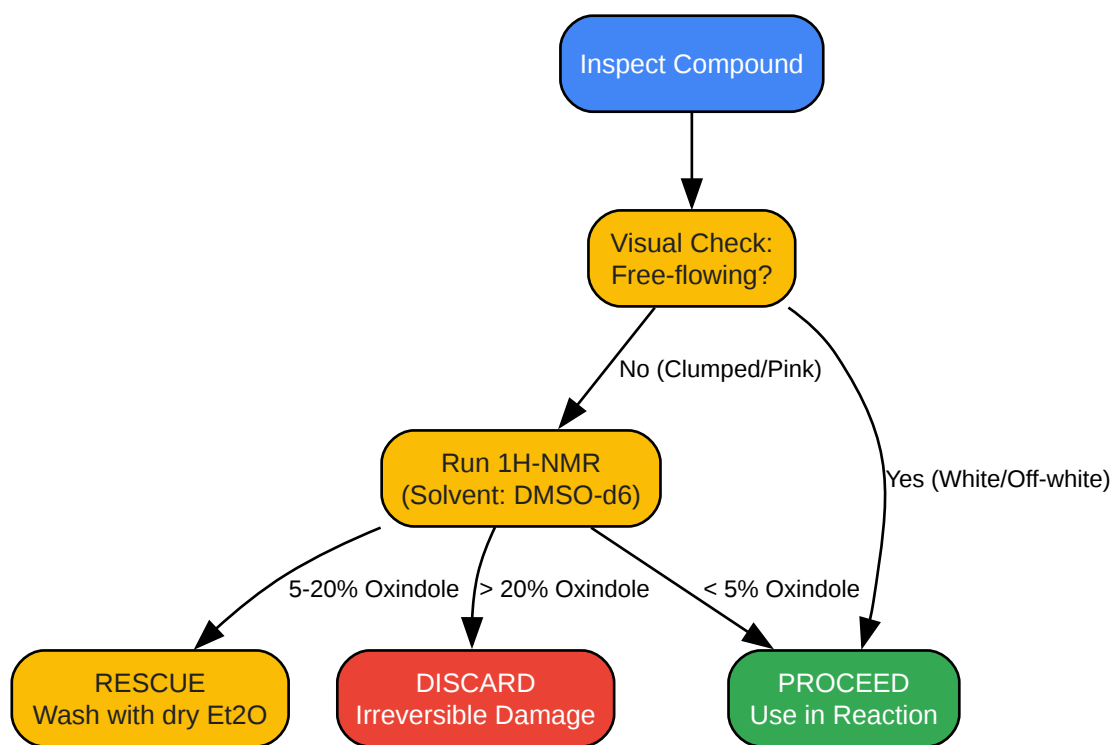 Inspect Compound
Visual Check:
Free-flowing?
No (Clumped/Pink)
Run 1H-NMR
(Solvent: DMSO-d6)
Yes (White/Off-white)
5-20% Oxindole
> 20% Oxindole
< 5% Oxindole
RESCUE
Wash with dry Et2O
DISCARD
Irreversible Damage
PROCEED
Use in Reaction